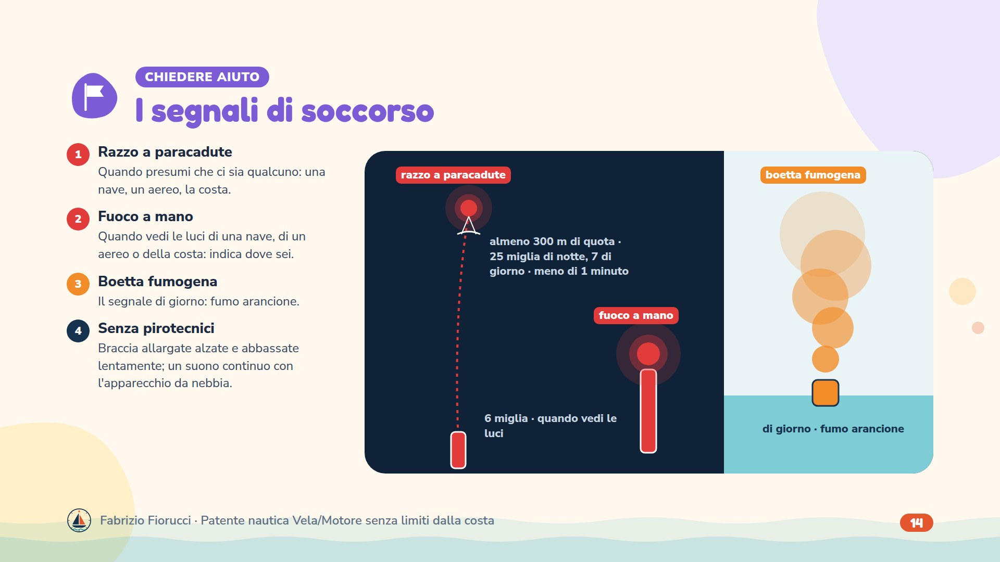 CHIEDERE AIUTO
I segnali di soccorso
1
Razzo a paracadute
Quando presumi che ci sia qualcuno: una
nave, un aereo, la costa.
2
Fuoco a mano
Quando vedi le luci di una nave, di un
aereo o della costa: indica dove sei.
3
Boetta fumogena
Il segnale di giorno: fumo arancione.
4
Senza pirotecnici
Braccia allargate alzate e abbassate
lentamente; un suono continuo con
l'apparecchio da nebbia.
razzo a paracadute
almeno 300 m di quota ·
25 miglia di notte, 7 di
giorno · meno di 1 minuto
fuoco a mano
6 miglia · quando vedi le
luci
boetta fumogena
di giorno · fumo arancione
Fabrizio Fiorucci · Patente nautica Vela/Motore senza limiti dalla costa
14